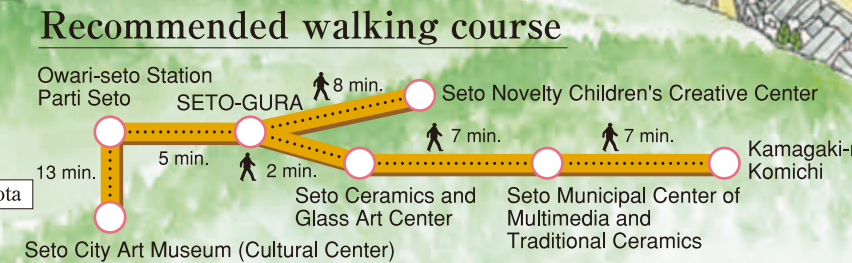 Recommended walking course
Owari-seto Station
Parti Seto
SETO-GURA
8 min.
Seto Novelty Children's Creative Center
5 min.
13 min.
2 min.
7 min.
7 min.
Kamagaki-
Komichi
Seto Ceramics and
Glass Art Center
Seto Municipal Center of
Multimedia and
Traditional Ceramics
Seto City Art Museum (Cultural Center)